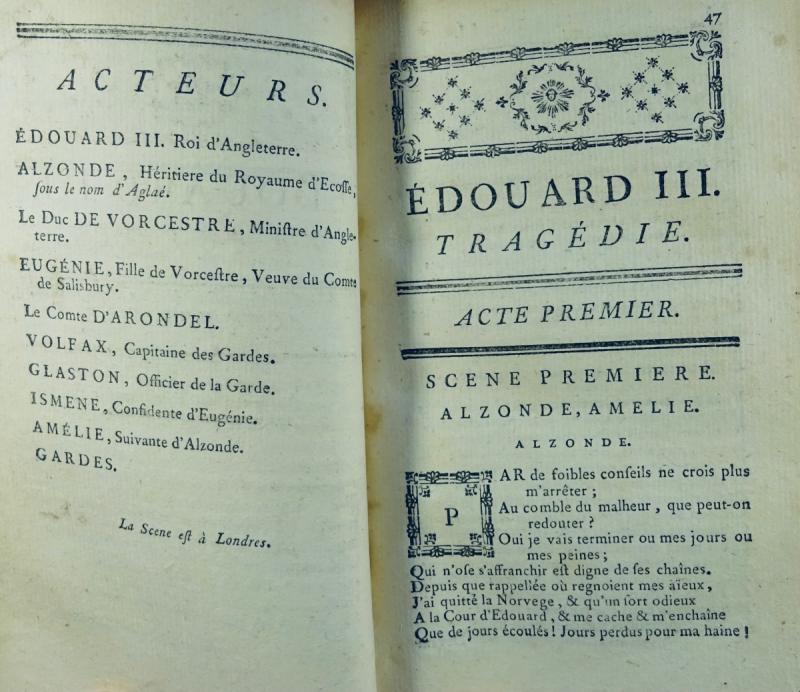 ACTEURS.
ÉDOUARD III. Roi d'Angleterre.
ALZONDE, Héritiere du Royaume d'Ecosse,
sous le nom d'Aglaé.
Le Duc DE VORCESTRE, Ministre d'Angle-
terre.
EUGÉNIE, Fille de Vorcestre, Veuve du Comte
de Salisbury.
Le Comte D'ARONDEL.
VOLFAX, Capitaine des Gardes.
GLASTON, Officier de la Garde.
ISMENE, Confidente d'Eugénie.
AMÉLIE, Suivante d'Alzonde.
GARDES.
La Scene est à Londres.
47
ÉDOUARD III.
TRAGÉDIE.
ACTE PREMIER.
SCENE PREMIERE.
ALZONDE, AMELIE.
ALZONDE.
PAR de foibles conseils ne crois plus
m'arrêter ;
Au comble du malheur, que peut-on
redouter ?
Oui je vais terminer ou mes jours ou
mes peines ;
Qui n'ose s'affranchir est digne de ses chaînes.
Depuis que rappellée où regnoient mes aïeux,
J'ai quitté la Norvege, & qu'un sort odieux
A la Cour d'Edouard, & me cache & m'enchaîne
Que de jours écoulés ! Jours perdus pour ma haine !